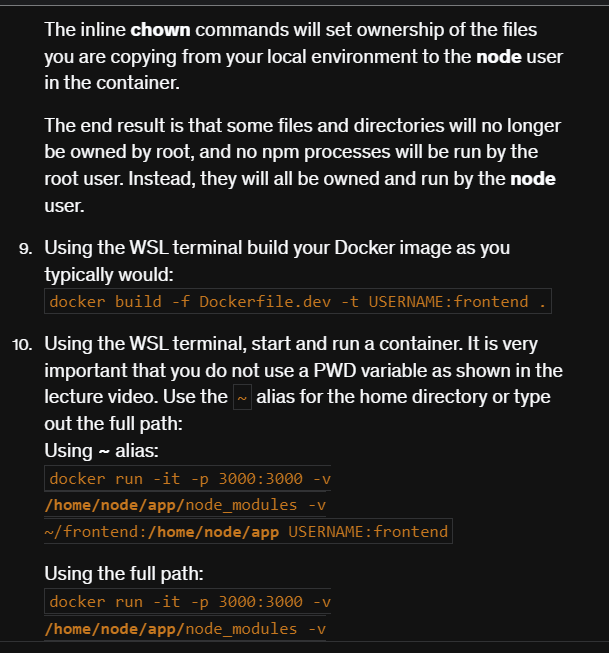 The inline chown commands will set ownership of the files
you are copying from your local environment to the node user
in the container.
The end result is that some files and directories will no longer
be owned by root, and no npm processes will be run by the
root user. Instead, they will all be owned and run by the node
user.
9. Using the WSL terminal build your Docker image as you
typically would:
docker build -f Dockerfile.dev -t USERNAME:frontend .
10. Using the WSL terminal, start and run a container. It is very
important that you do not use a PWD variable as shown in the
lecture video. Use the ~ alias for the home directory or type
out the full path:
Using ~ alias:
docker run -it -p 3000:3000 -v
/home/node/app/node_modules -v
~/frontend:/home/node/app USERNAME:frontend
Using the full path:
docker run -it -p 3000:3000 -v
/home/node/app/node_modules -v